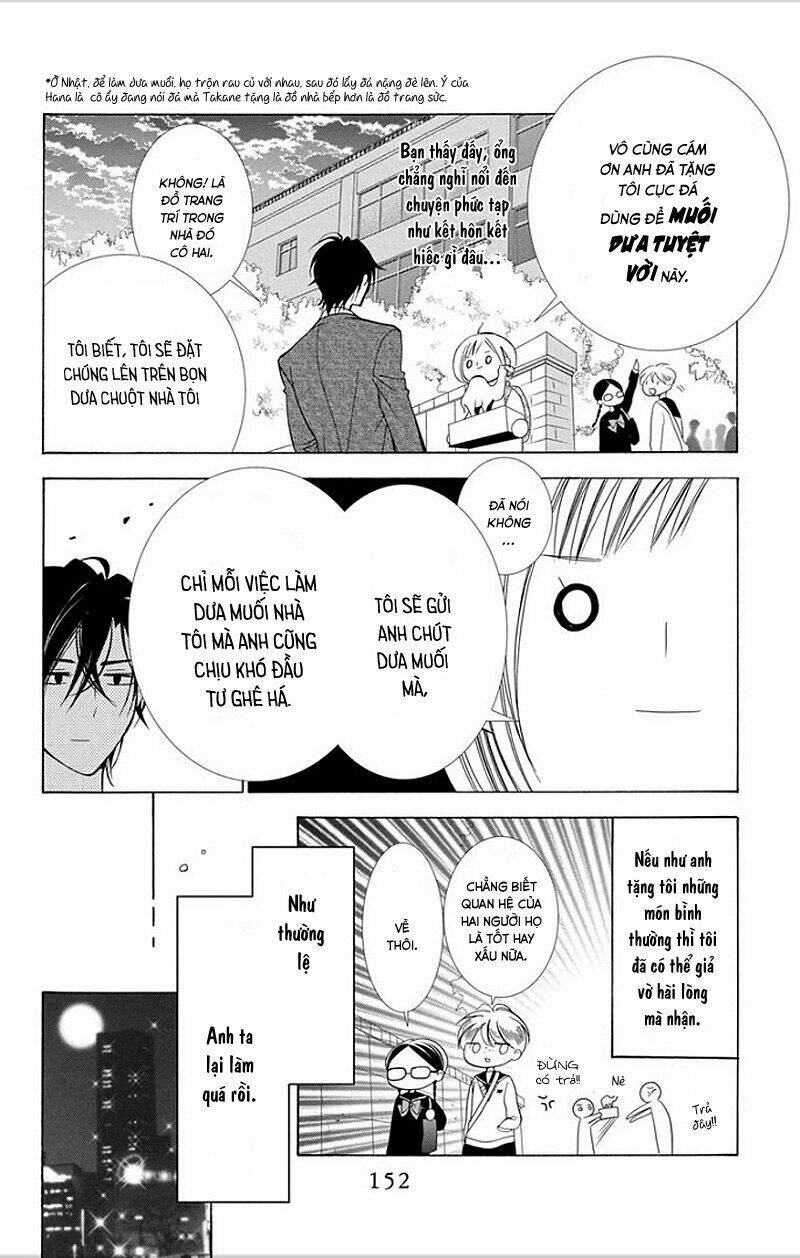 *Ở Nhật, để làm dưa muối, họ trộn rau củ với nhau, sau đó lấy đá nặng đè lên. Ý của
Hana là cô ấy đang nói đá mà Takane tặng là đồ nhà bếp hơn là đồ trang sức.
VÔ CÙNG CÁM
ƠN ANH ĐÃ TẶNG
TÔI CỤC ĐÁ
DÙNG ĐỂ MUỐI
DƯA TUYỆT
VỜI NÀY.
Bạn thấy đấy, ổng
chẳng nghĩ nổi đến
chuyện phức tạp
như kết hôn kết
hiếc gì đâu...
KHÔNG! LÀ
ĐỒ TRANG
TRÍ TRONG
NHÀ ĐÓ
CÔ HAI.
TÔI BIẾT, TÔI SẼ ĐẶT
CHÚNG LÊN TRÊN BỌN
DƯA CHUỘT NHÀ TÔI
ĐÃ NÓI
KHÔNG
...
TÔI SẼ GỬI
ANH CHÚT
DƯA MUỐI
MÀ,
CHỈ MỖI VIỆC LÀM
DƯA MUỐI NHÀ
TÔI MÀ ANH CŨNG
CHỊU KHÓ ĐẦU
TƯ GHÊ HÁ.
Nếu như anh
tặng tôi những
món bình
thường thì tôi
đã có thể giả
vờ hài lòng
mà nhận.
CHẲNG BIẾT
QUAN HỆ CỦA
HAI NGƯỜI HỌ
LÀ TỐT HAY
XẤU NỮA.
VỀ
THÔI.
ĐỪNG
có trả!!
Nè
Trả
đây!!
Như
thường
lệ
Anh ta
lại làm
quá rồi.
152